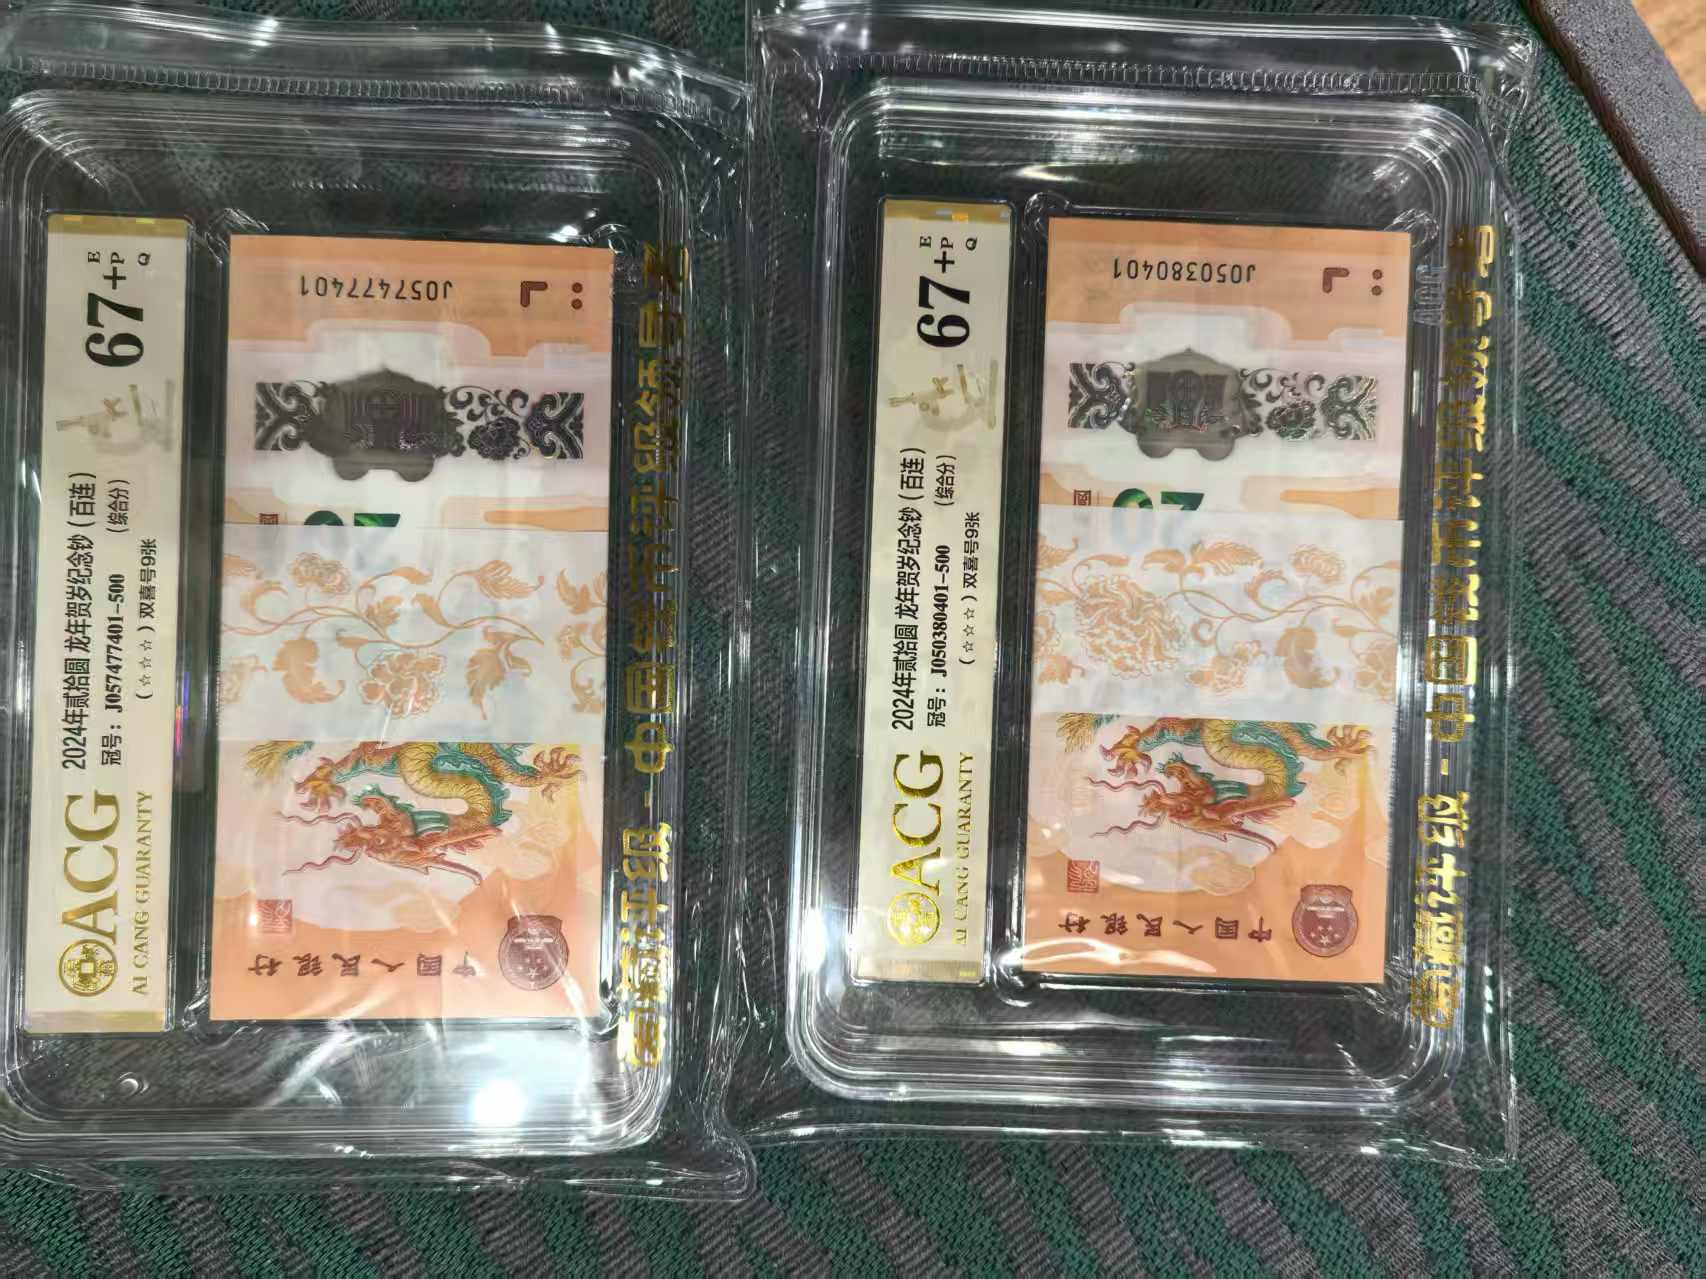 ACG
AI CANG GUARANTY
2024年贰拾圆 龙年贺岁纪念钞（百连）
冠号：J057477401-500 （综合分）
（☆☆☆）双喜号9张
67+
E
P
Q
J057477401
20
中国人民银行
爱藏评级-中国钱币评级领导者
ACG
AI CANG GUARANTY
2024年贰拾圆 龙年贺岁纪念钞（百连）
冠号：J050380401-500 （综合分）
（☆☆☆）双喜号9张
67+
E
P
Q
J050380401
20
中国人民银行
爱藏评级-中国钱币评级领导者
ACG